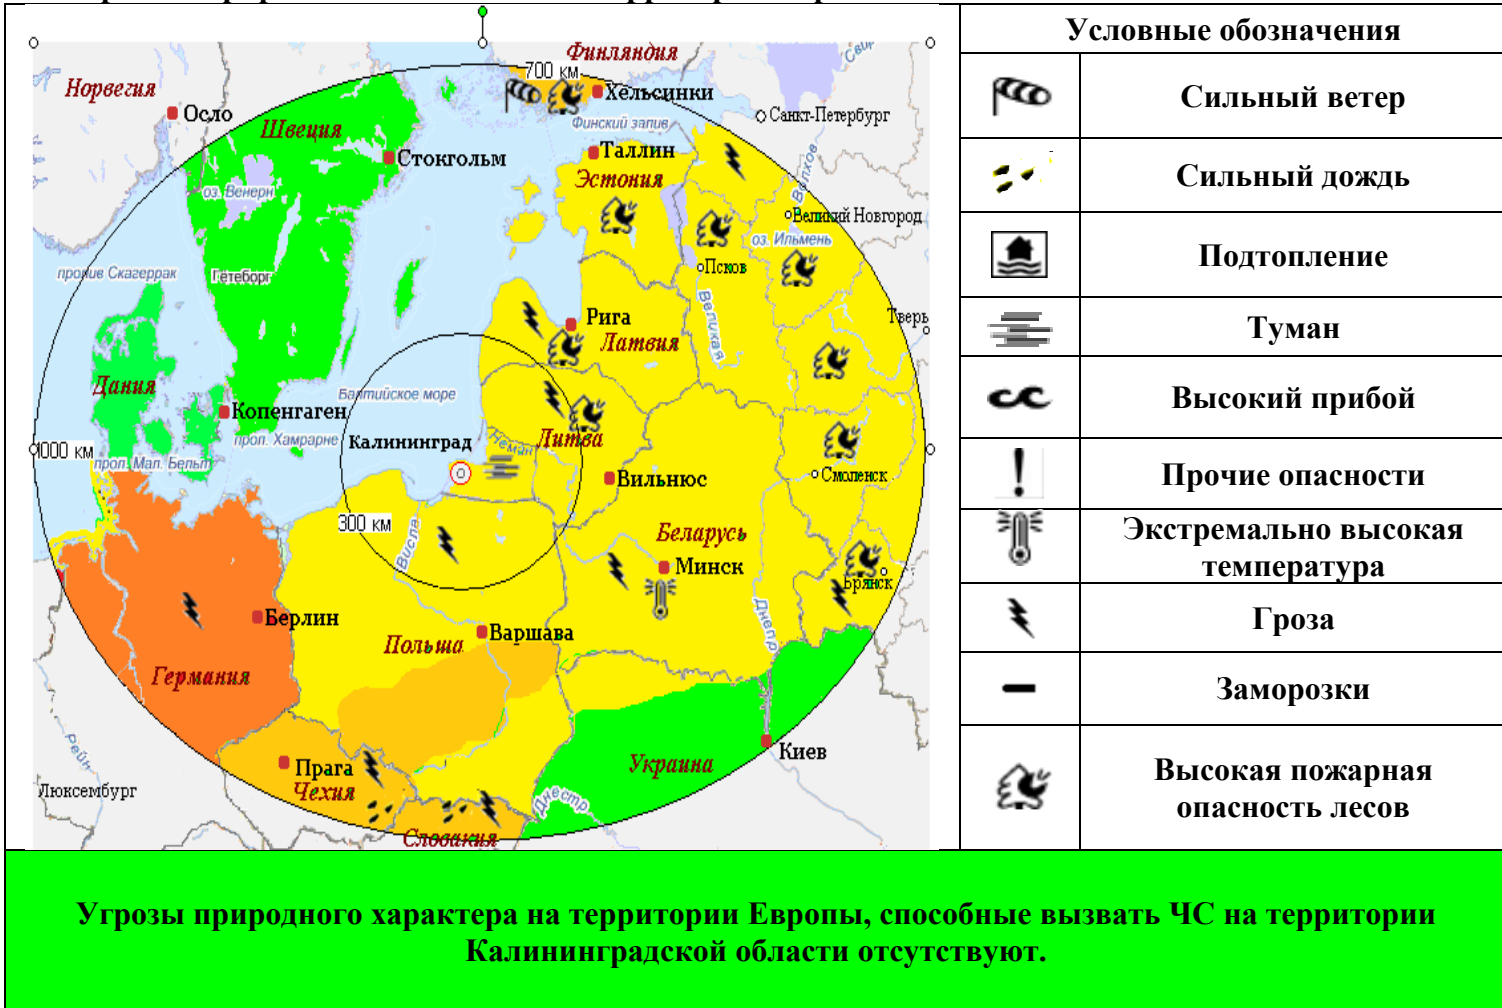 Условные обозначения
Сильный ветер
Сильный дождь
Подтопление
Туман
Высокий прибой
Прочие опасности
Экстремально высокая
температура
Гроза
Заморозки
Высокая пожарная
опасность лесов
Финляндия
700 км
Норвегия
Хельсинки
Осло
Санкт-Петербург
Швеция
Финский запив
Стокгольм
Таллин
Эстония
Волхов
оз. Венерн
Великий Новгород
оз. Ильмень
пролив Скагеррак
Гетеборг
Псков
Великая
Рига
Тверь
Латвия
Дания
Балтийское море
Копенгаген
проп. Хамрарне
Калининград
Неман
Литва
1000 км
проп. Мал. Бельт
Вильнюс
Смоленск
300 км
Висла
Беларусь
Минск
Брянск
Днепр
Берлин
Варшава
Польша
Германия
Рейн
Прага
Чехия
Украина
Киев
Люксембург
Днестр
Словакия
Угрозы природного характера на территории Европы, способные вызвать ЧС на территории
Калининградской области отсутствуют.